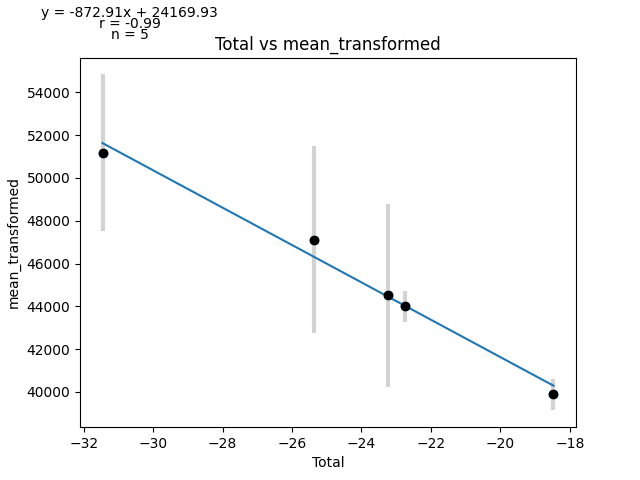 y = -872.91x + 24169.93
r = -0.99
n = 5
Total vs mean_transformed
54000
52000
50000
48000
46000
44000
42000
40000
mean_transformed
−32 −30 −28 −26 −24 −22 −20 −18
Total